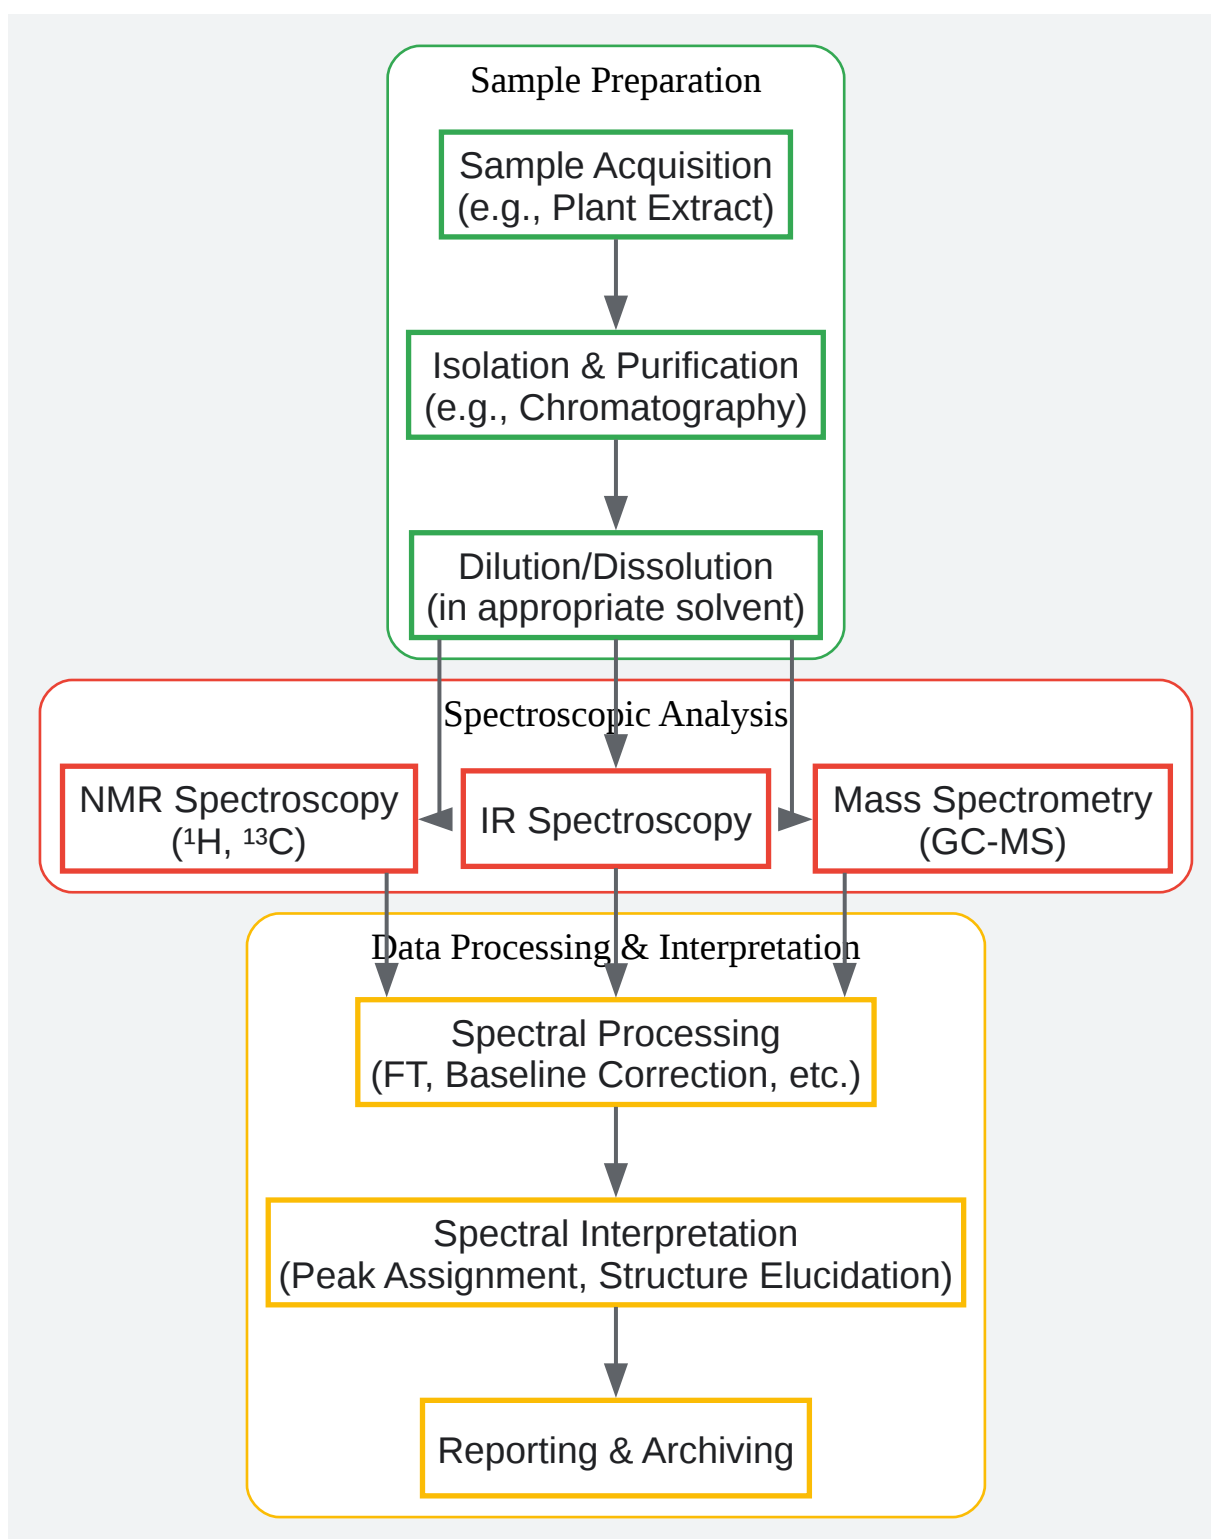 Sample Preparation
Sample Acquisition
(e.g., Plant Extract)
Isolation & Purification
(e.g., Chromatography)
Dilution/Dissolution
(in appropriate solvent)
Spectroscopic Analysis
NMR Spectroscopy
(¹H, ¹³C)
IR Spectroscopy
Mass Spectrometry
(GC-MS)
Data Processing & Interpretation
Spectral Processing
(FT, Baseline Correction, etc.)
Spectral Interpretation
(Peak Assignment, Structure Elucidation)
Reporting & Archiving